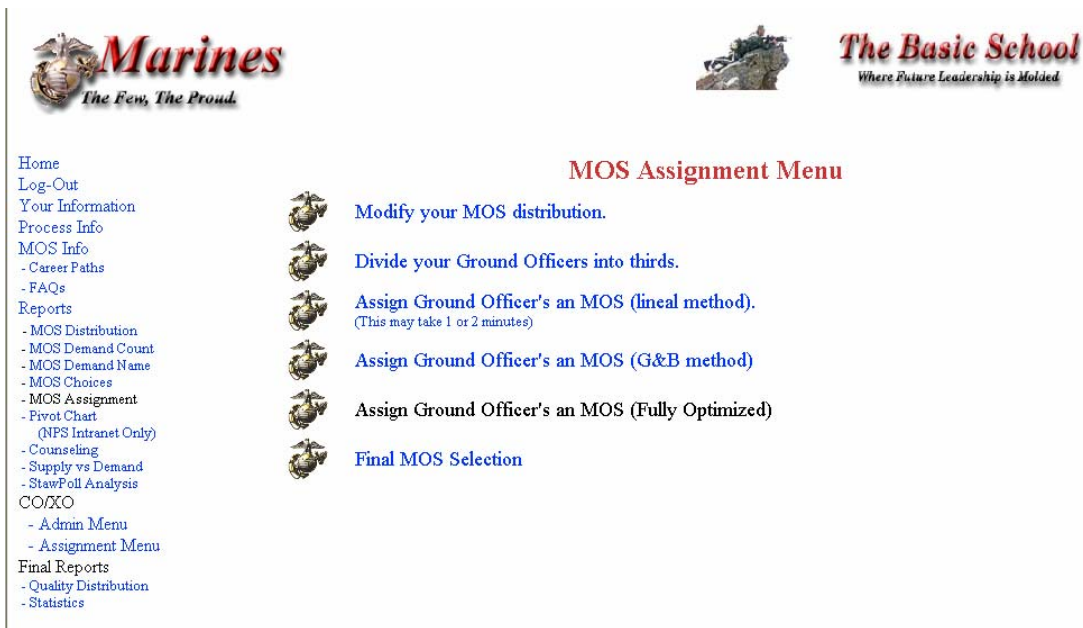 Marines
The Few, The Proud.
The Basic School
Where Future Leadership is Molded
Home
Log-Out
Your Information
Process Info
MOS Info
- Career Paths
- FAQs
Reports
- MOS Distribution
- MOS Demand Count
- MOS Demand Name
- MOS Choices
- MOS Assignment
- Pivot Chart
(NPS Intranet Only)
- Counseling
- Supply vs Demand
- StawPoll Analysis
CO/XO
- Admin Menu
- Assignment Menu
Final Reports
- Quality Distribution
- Statistics
MOS Assignment Menu
Modify your MOS distribution.
Divide your Ground Officers into thirds.
Assign Ground Officer's an MOS (lineal method).
(This may take 1 or 2 minutes)
Assign Ground Officer's an MOS (G&B method)
Assign Ground Officer's an MOS (Fully Optimized)
Final MOS Selection